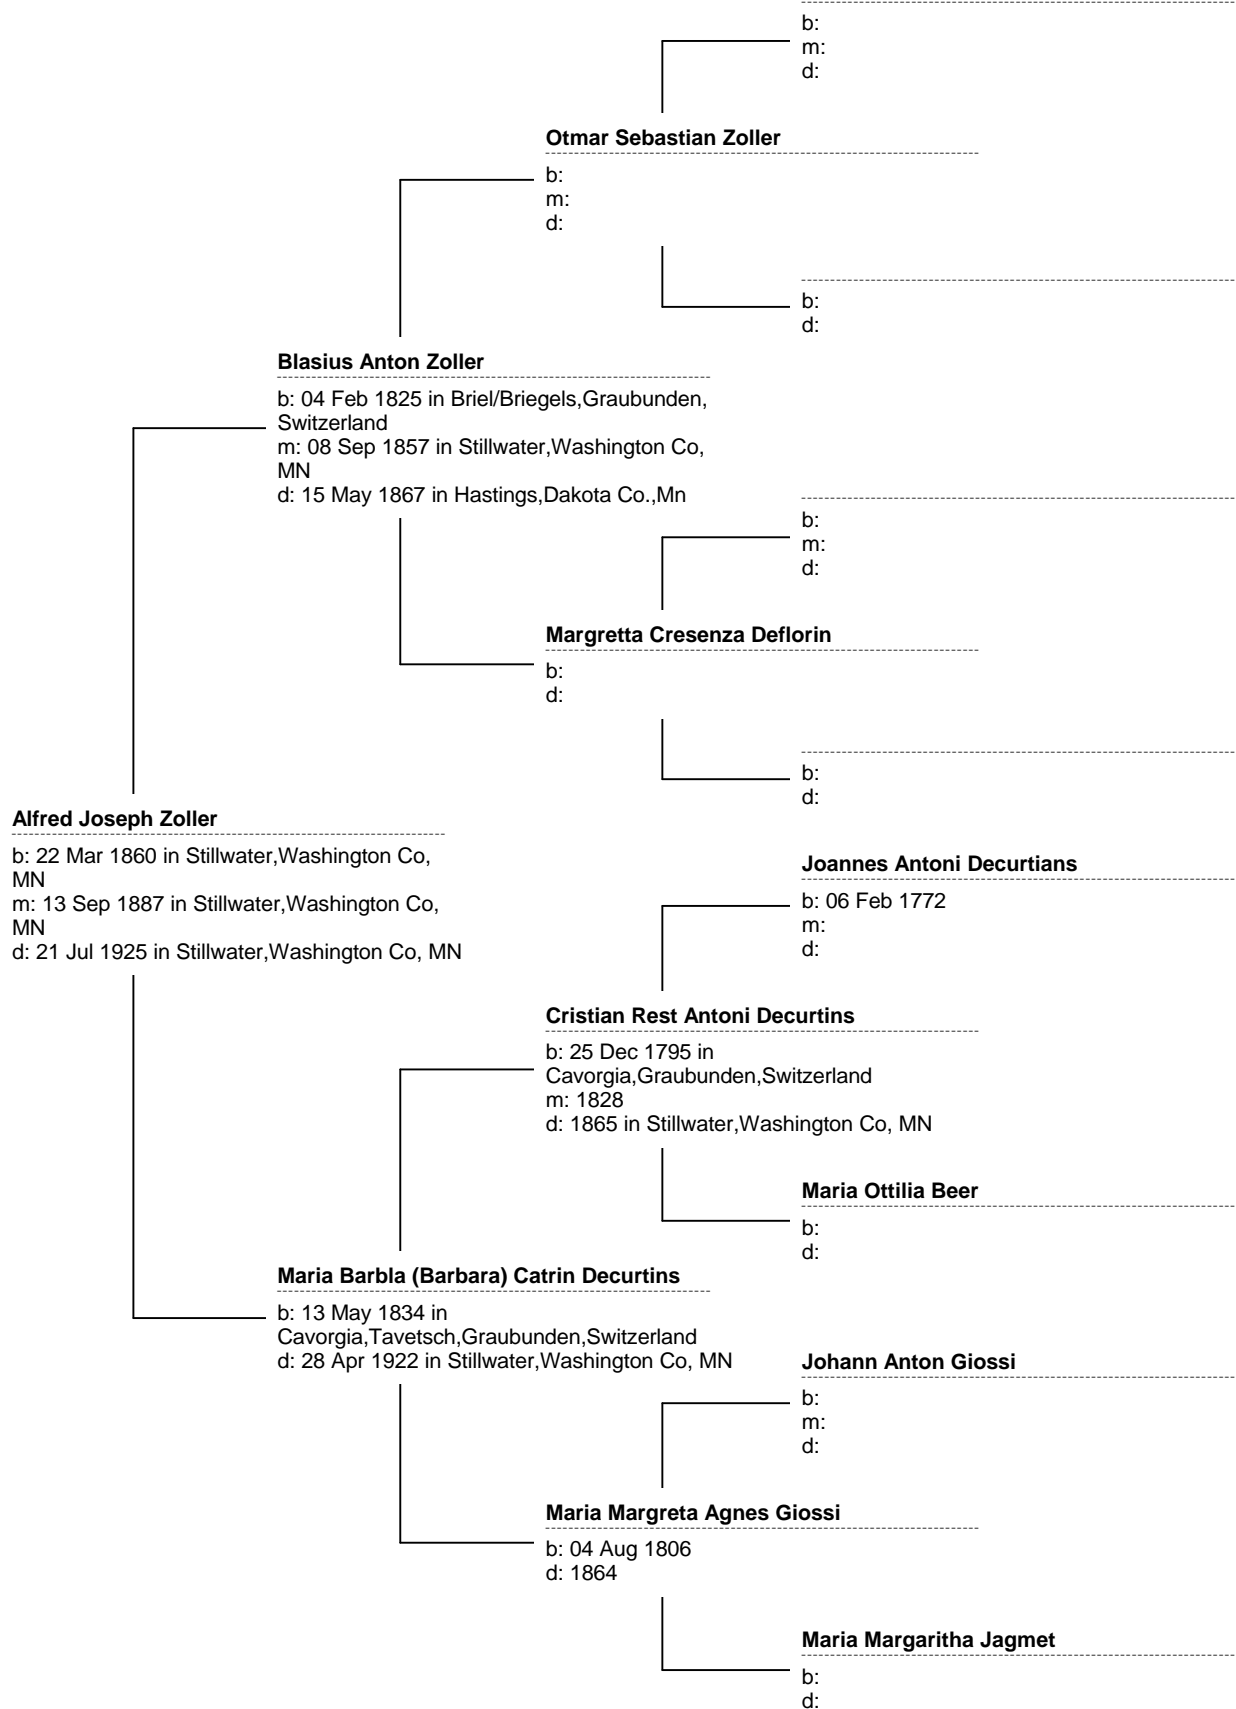 b:
m:
d:
Otmar Sebastian Zoller
b:
m:
d:
b:
d:
Blasius Anton Zoller
b: 04 Feb 1825 in Briel/Briegels,Graubunden,
Switzerland
m: 08 Sep 1857 in Stillwater,Washington Co,
MN
d: 15 May 1867 in Hastings,Dakota Co.,Mn
b:
m:
d:
Margretta Cresenza Deflorin
b:
d:
b:
d:
Alfred Joseph Zoller
b: 22 Mar 1860 in Stillwater,Washington Co,
MN
m: 13 Sep 1887 in Stillwater,Washington Co,
MN
d: 21 Jul 1925 in Stillwater,Washington Co, MN
Joannes Antoni Decurtians
b: 06 Feb 1772
m:
d:
Cristian Rest Antoni Decurtins
b: 25 Dec 1795 in
Cavorgia,Graubunden,Switzerland
m: 1828
d: 1865 in Stillwater,Washington Co, MN
Maria Ottilia Beer
b:
d:
Maria Barbla (Barbara) Catrin Decurtins
b: 13 May 1834 in
Cavorgia,Tavetsch,Graubunden,Switzerland
d: 28 Apr 1922 in Stillwater,Washington Co, MN
Johann Anton Giossi
b:
m:
d:
Maria Margreta Agnes Giossi
b: 04 Aug 1806
d: 1864
Maria Margaritha Jagmet
b:
d: